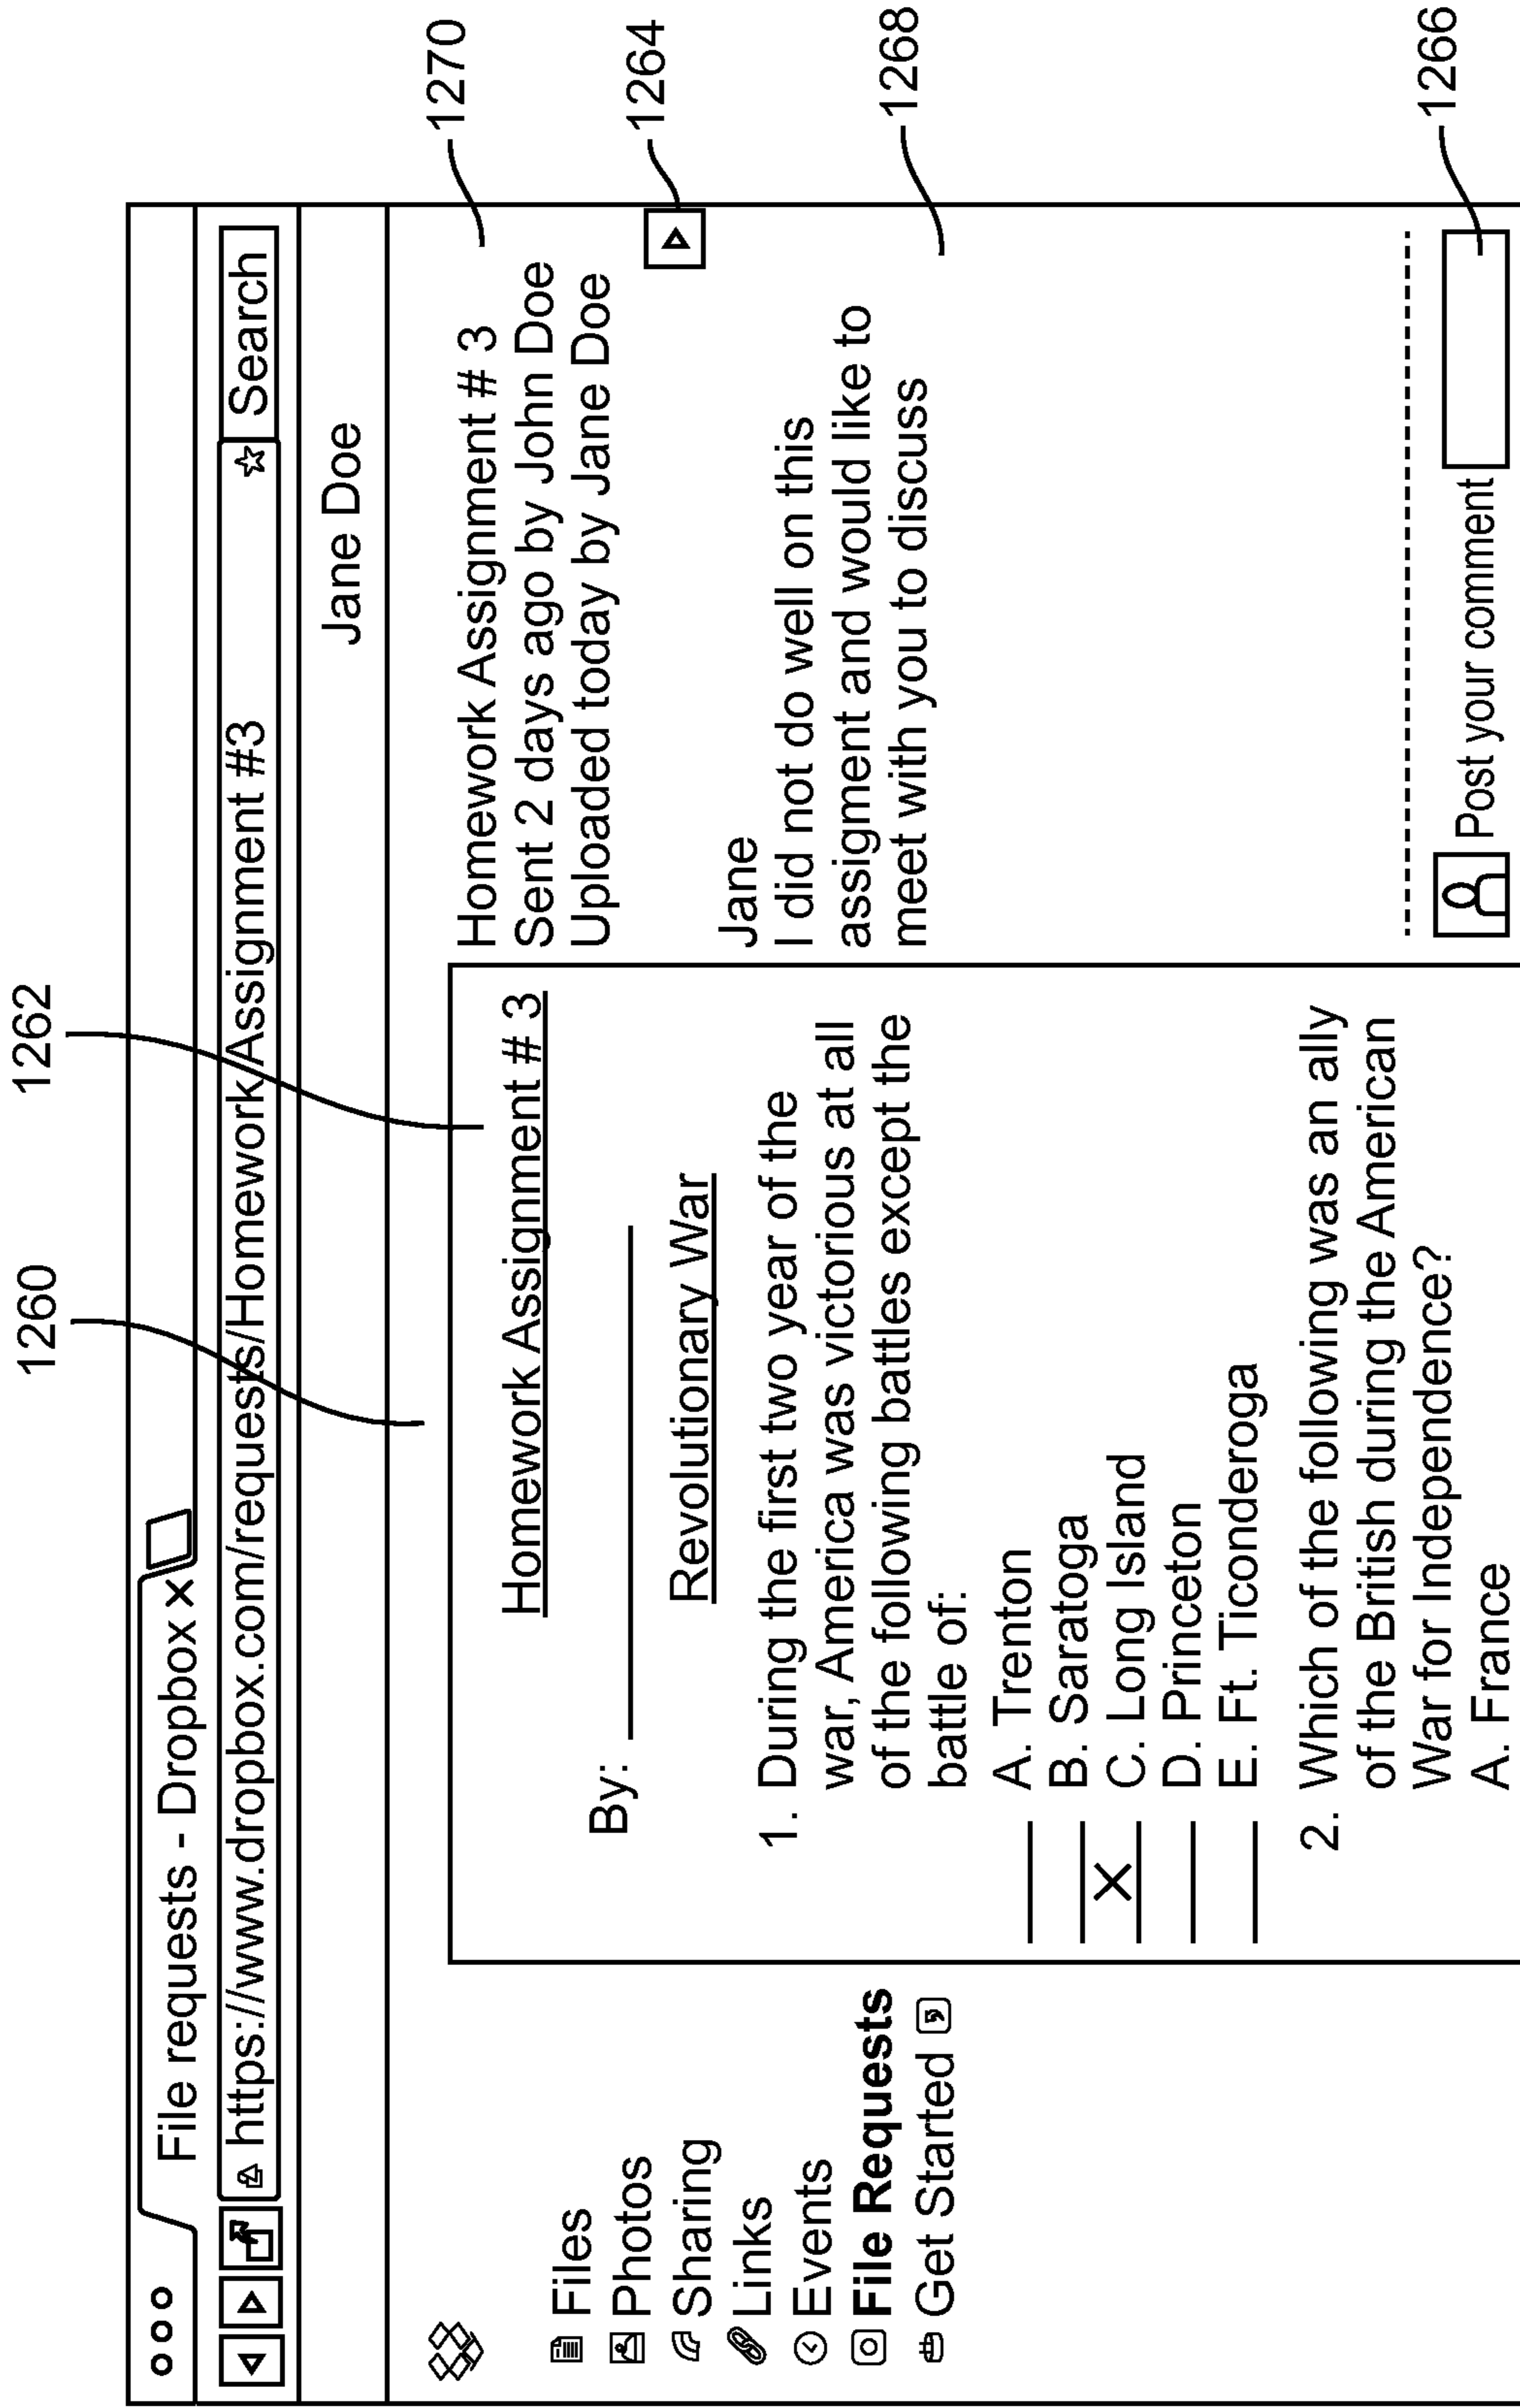 1260
1262
File requests - Dropbox X
https://www.dropbox.com/requests/Homework Assignment #3
Search
Jane Doe
Files
Photos
Sharing
Links
Events
File Requests
Get Started
Homework Assignment # 3
By:
Revolutionary War
1. During the first two year of the
war, America was victorious at all
of the following battles except the
battle of:
A. Trenton
B. Saratoga
X C. Long Island
D. Princeton
E. Ft. Ticonderoga
2. Which of the following was an ally
of the British during the American
War for Independence?
A. France
Homework Assignment # 3
Sent 2 days ago by John Doe
Uploaded today by Jane Doe
Jane
I did not do well on this
assigment and would like to
meet with you to discuss
Post your comment
1270
1264
1268
1266